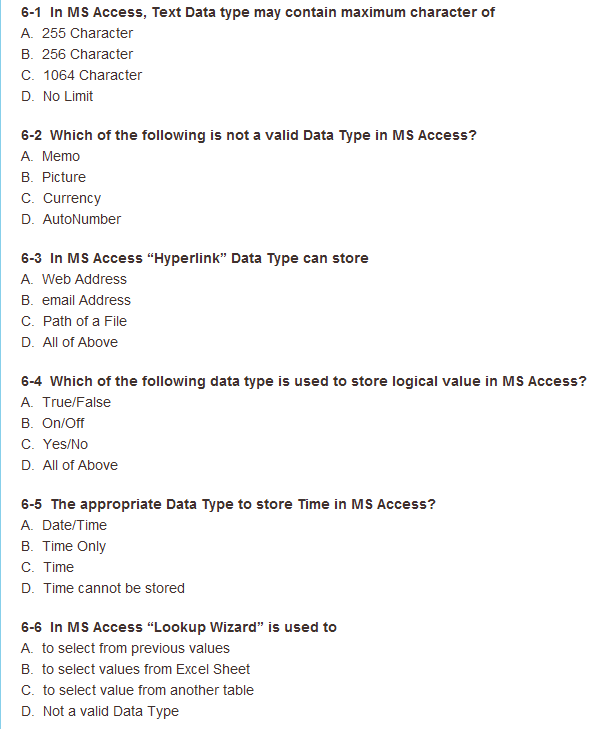 6-1 In MS Access, Text Data type may contain maximum character of
A. 255 Character
B. 256 Character
C. 1064 Character
D. No Limit
6-2 Which of the following is not a valid Data Type in MS Access?
A. Memo
B. Picture
C. Currency
D. AutoNumber
6-3 In MS Access “Hyperlink” Data Type can store
A. Web Address
B. email Address
C. Path of a File
D. All of Above
6-4 Which of the following data type is used to store logical value in MS Access?
A. True/False
B. On/Off
C. Yes/No
D. All of Above
6-5 The appropriate Data Type to store Time in MS Access?
A. Date/Time
B. Time Only
C. Time
D. Time cannot be stored
6-6 In MS Access “Lookup Wizard” is used to
A. to select from previous values
B. to select values from Excel Sheet
C. to select value from another table
D. Not a valid Data Type